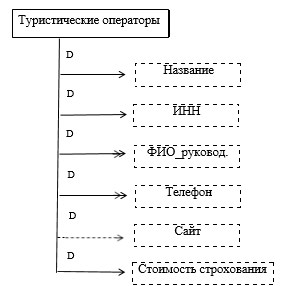 Туристические операторы
D
Название
D
ИНН
D
ФИО_руковод.
D
Телефон
D
Сайт
D
Стоимость строхования